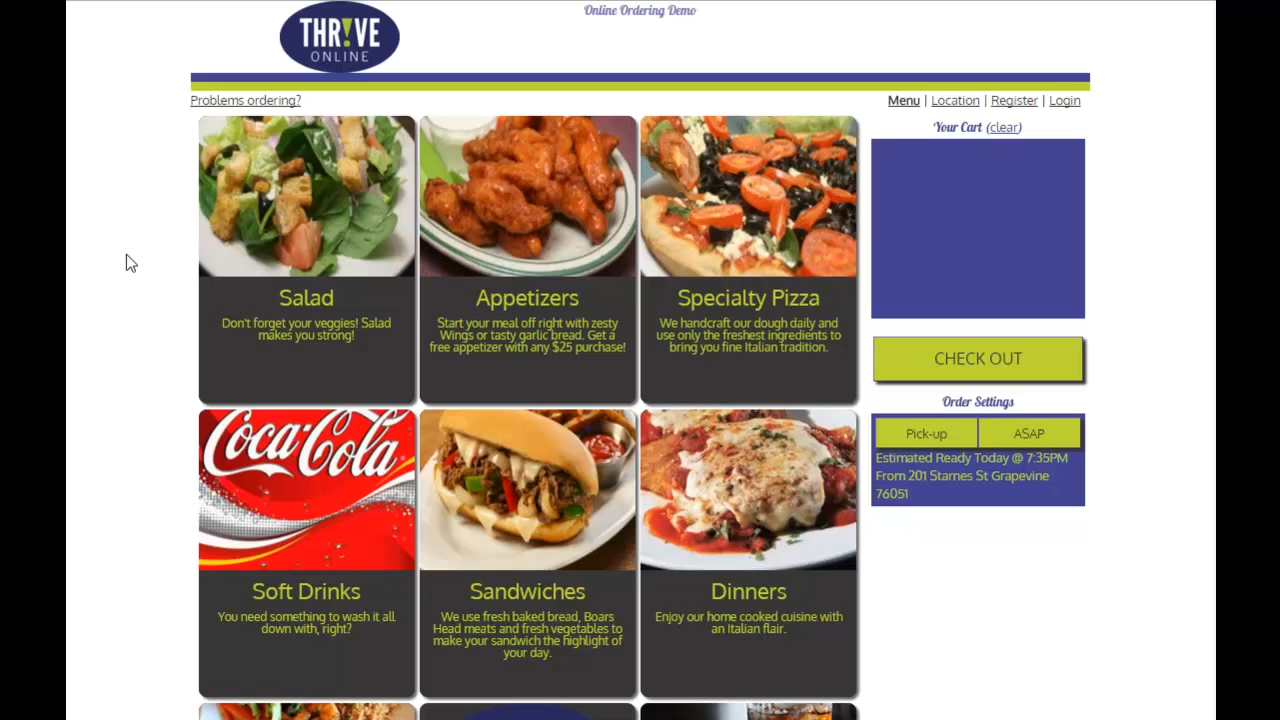 THR!VE
ONLINE
Online Ordering Demo
Problems ordering?
Menu | Location | Register | Login
Your Cart (clear)
Salad
Don't forget your veggies! Salad
makes you strong!
Appetizers
Start your meal off right with zesty
Wings or tasty garlic bread. Get a
free appetizer with any $25 purchase!
Specialty Pizza
We handcraft our dough daily and
use only the freshest ingredients to
bring you fine Italian tradition.
CHECK OUT
Order Settings
Pick-up
ASAP
Estimated Ready Today @ 7:35PM
From 201 Starnes St Grapevine
76051
Coca-Cola
Soft Drinks
You need something to wash it all
down with, right?
Sandwiches
We use fresh baked bread, Boars
Head meats and fresh vegetables to
make your sandwich the highlight of
your day.
Dinners
Enjoy our home cooked cuisine with
an Italian flair.